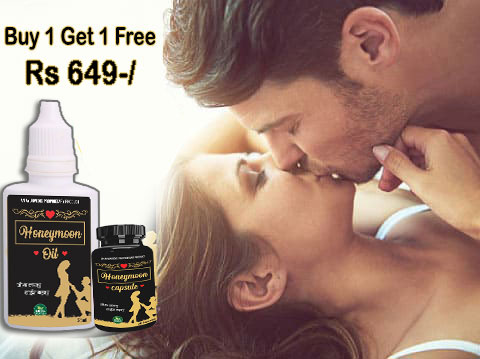 Buy 1 Get 1 Free
Rs 649-/
Honeymoon
Oil
Honeymoon
capsule